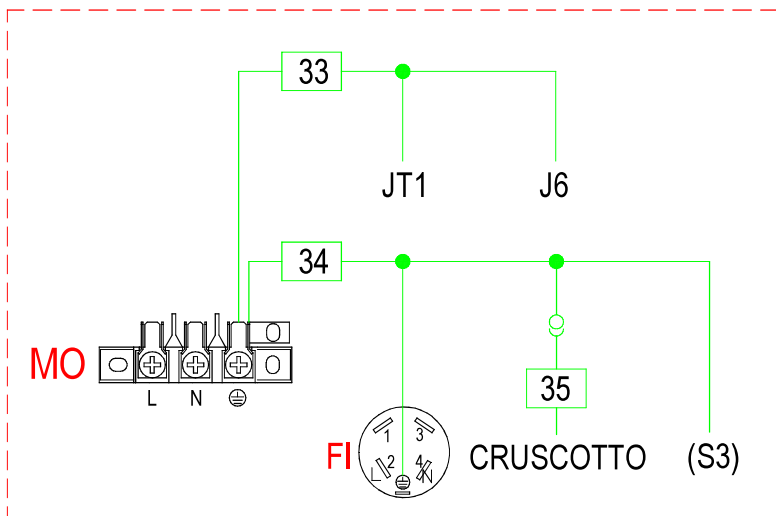 33
JT1 J6
34
MO
L N
35
1 3
FI
2 4
L N
CRUSCOTTO (S3)